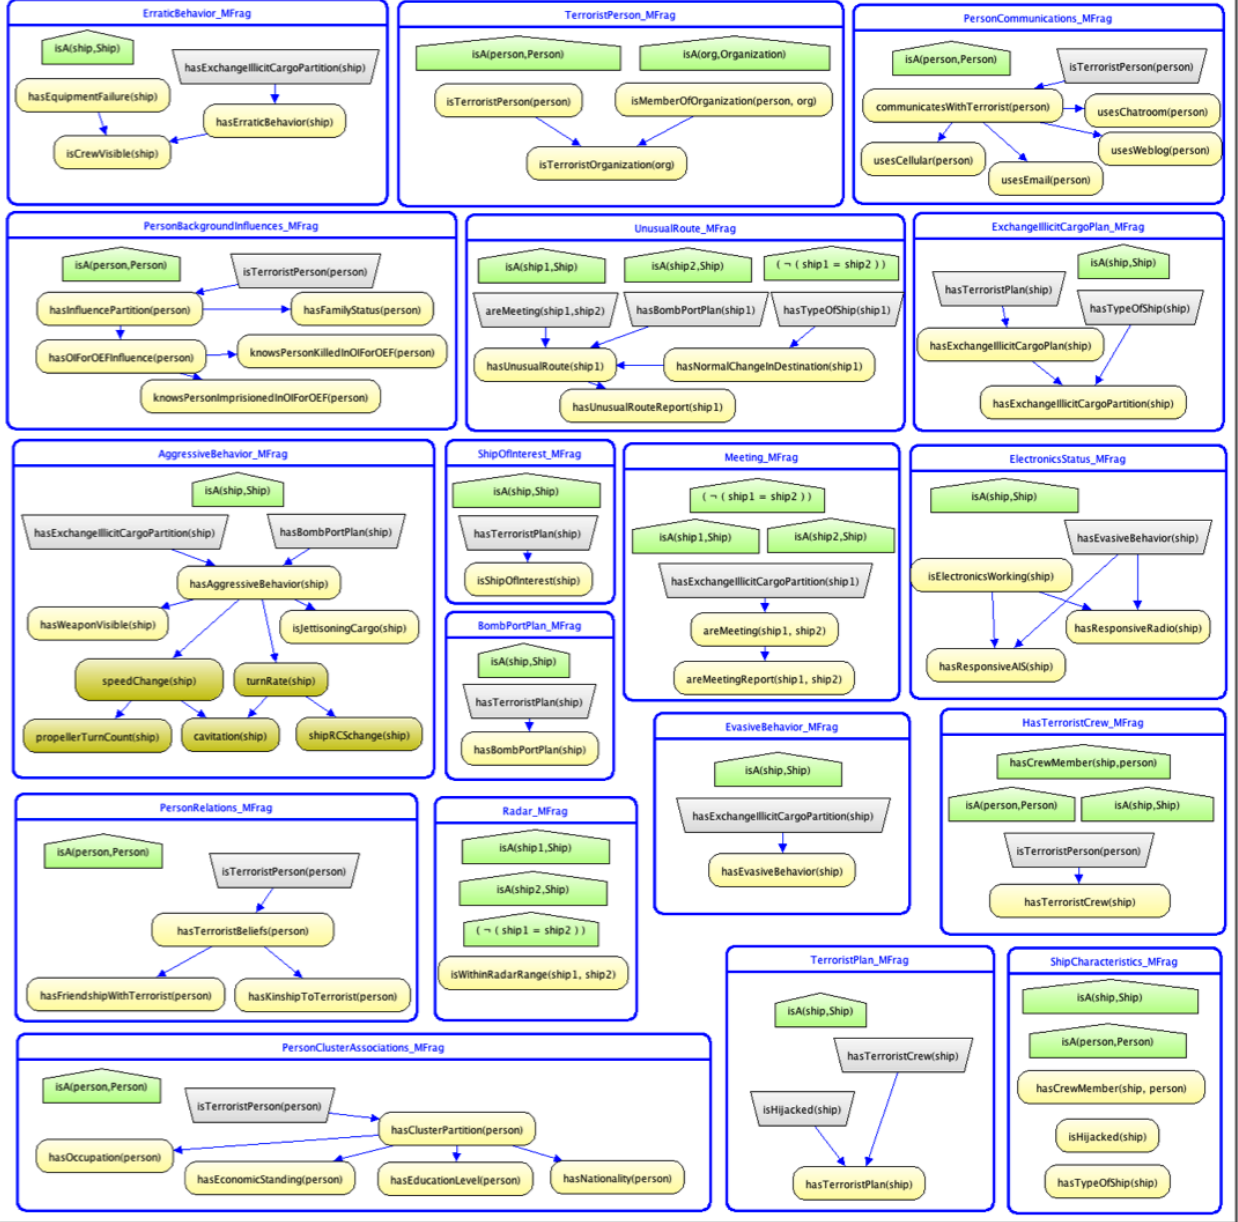 ErraticBehavior_MFrag
isA(ship,Ship)
hasExchangeIllicitCargoPartition(ship)
hasEquipmentFailure(ship)
hasErraticBehavior(ship)
isCrewVisible(ship)
TerroristPerson_MFrag
isA(person,Person)
isA(org,Organization)
isTerroristPerson(person)
isMemberOfOrganization(person, org)
isTerroristOrganization(org)
PersonCommunications_MFrag
isA(person,Person)
isTerroristPerson(person)
communicatesWithTerrorist(person)
usesChatroom(person)
usesWeblog(person)
usesCellular(person)
usesEmail(person)
PersonBackgroundInfluences_MFrag
isA(person,Person)
isTerroristPerson(person)
hasInfluencePartition(person)
hasFamilyStatus(person)
hasOIForOEFInfluence(person)
knowsPersonKilledInOIForOEF(person)
knowsPersonImprisionedInOIForOEF(person)
UnusualRoute_MFrag
isA(ship1,Ship)
isA(ship2,Ship)
( ¬ ( ship1 = ship2 ) )
areMeeting(ship1,ship2)
hasBombPortPlan(ship1)
hasTypeOfShip(ship1)
hasUnusualRoute(ship1)
hasNormalChangeInDestination(ship1)
hasUnusualRouteReport(ship1)
ExchangeIllicitCargoPlan_MFrag
isA(ship,Ship)
hasTerroristPlan(ship)
hasTypeOfShip(ship)
hasExchangeIllicitCargoPlan(ship)
hasExchangeIllicitCargoPartition(ship)
AggressiveBehavior_MFrag
isA(ship,Ship)
hasExchangeIllicitCargoPartition(ship)
hasBombPortPlan(ship)
hasAggressiveBehavior(ship)
hasWeaponVisible(ship)
isJettisoningCargo(ship)
speedChange(ship)
turnRate(ship)
propellerTurnCount(ship)
cavitation(ship)
shipRCSchange(ship)
ShipOfInterest_MFrag
isA(ship,Ship)
hasTerroristPlan(ship)
isShipOfInterest(ship)
BombPortPlan_MFrag
isA(ship,Ship)
hasTerroristPlan(ship)
hasBombPortPlan(ship)
Meeting_MFrag
( ¬ ( ship1 = ship2 ) )
isA(ship1,Ship)
isA(ship2,Ship)
hasExchangeIllicitCargoPartition(ship1)
areMeeting(ship1, ship2)
areMeetingReport(ship1, ship2)
ElectronicsStatus_MFrag
isA(ship,Ship)
hasEvasiveBehavior(ship)
isElectronicsWorking(ship)
hasResponsiveRadio(ship)
hasResponsiveAIS(ship)
EvasiveBehavior_MFrag
isA(ship,Ship)
hasExchangeIllicitCargoPartition(ship)
hasEvasiveBehavior(ship)
HasTerroristCrew_MFrag
hasCrewMember(ship,person)
isA(person,Person)
isA(ship,Ship)
isTerroristPerson(person)
hasTerroristCrew(ship)
PersonRelations_MFrag
isA(person,Person)
isTerroristPerson(person)
hasTerroristBeliefs(person)
hasFriendshipWithTerrorist(person)
hasKinshipToTerrorist(person)
Radar_MFrag
isA(ship1,Ship)
isA(ship2,Ship)
( ¬ ( ship1 = ship2 ) )
isWithinRadarRange(ship1, ship2)
PersonClusterAssociations_MFrag
isA(person,Person)
isTerroristPerson(person)
hasClusterPartition(person)
hasOccupation(person)
hasEconomicStanding(person)
hasEducationLevel(person)
hasNationality(person)
TerroristPlan_MFrag
isA(ship,Ship)
hasTerroristCrew(ship)
isHijacked(ship)
hasTerroristPlan(ship)
ShipCharacteristics_MFrag
isA(ship,Ship)
isA(person,Person)
hasCrewMember(ship, person)
isHijacked(ship)
hasTypeOfShip(ship)